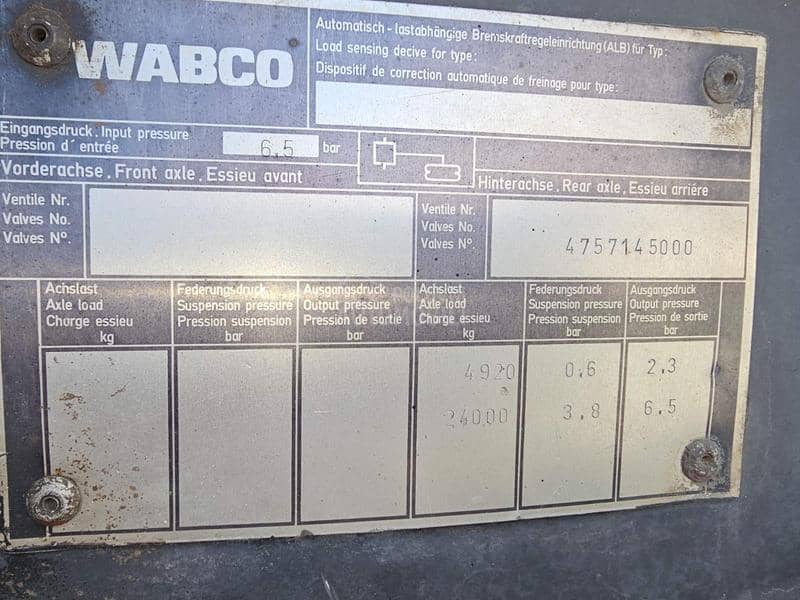 WABCO
Automatisch - lastabhängige Bremskraftregeleinrichtung (ALB) für Typ:
Load sensing decive for type:
Dispositif de correction automatique de freinage pour type:
Eingangsdruck. Input pressure
Pression d'entrée
6.5 bar
Vorderachse. Front axle. Essieu avant
Hinterachse. Rear axle. Essieu arriére
Ventile Nr.
Valves No.
Valves N°.
Ventile Nr.
Valves No.
Valves N°.
4757145000
Achslast
Axle load
Charge essieu
kg
Federungsdruck
Suspension pressure
Pression suspension
bar
Ausgangsdruck
Output pressure
Pression de sortie
bar
Achslast
Axle load
Charge essieu
kg
Federungsdruck
Suspension pressure
Pression suspension
bar
Ausgangsdruck
Output pressure
Pression de sortie
bar
4920 0.6 2.3
24000 3.8 6.5